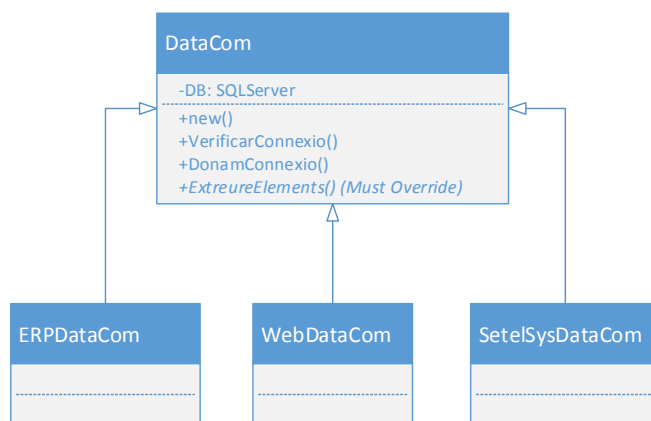 DataCom
-DB: SQLServer
+new()
+VerificarConnexio()
+DonamConnexio()
+ExtreureElements() (Must Override)
ERPDataCom
WebDataCom
SetelSysDataCom